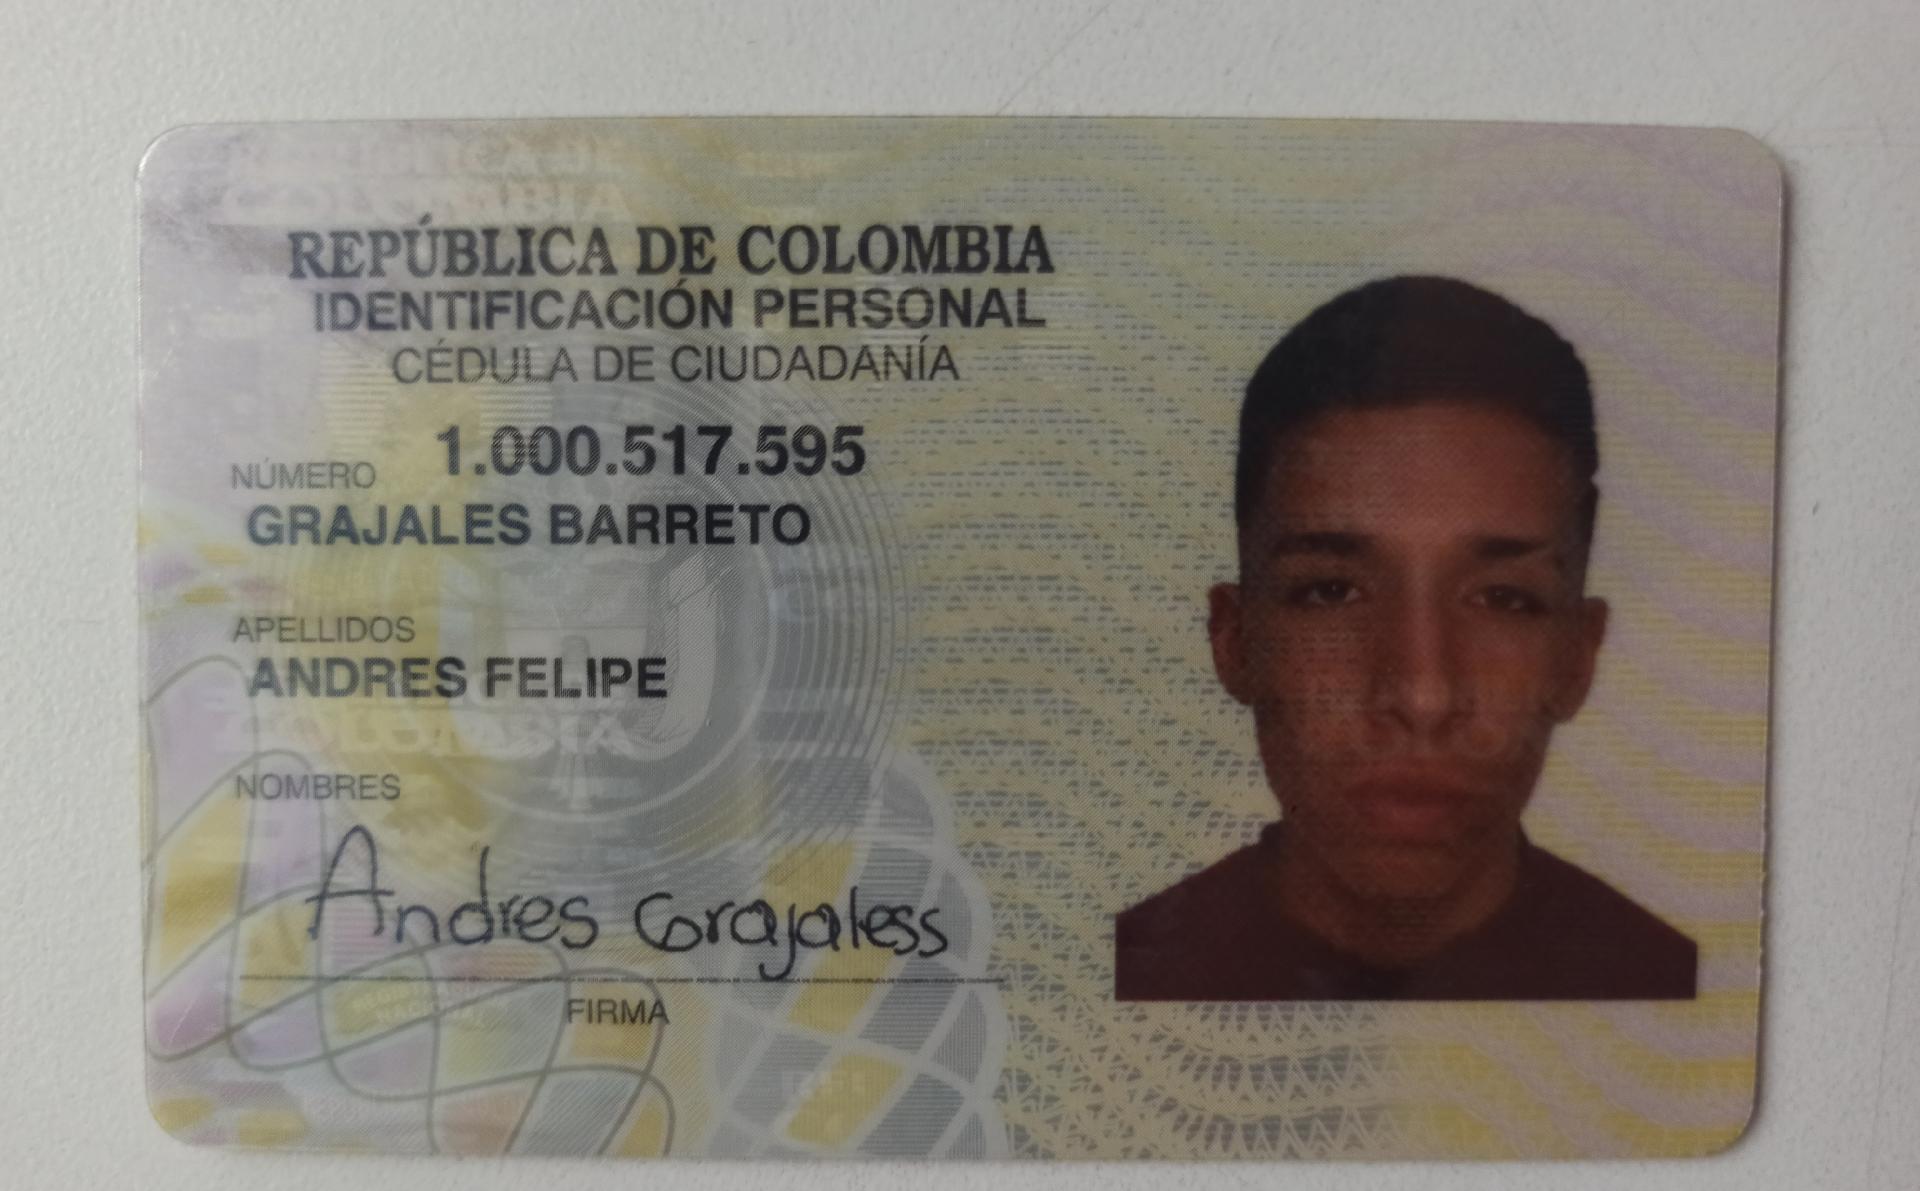 REPÚBLICA DE COLOMBIA
IDENTIFICACIÓN PERSONAL
CÉDULA DE CIUDADANÍA
NÚMERO 1.000.517.595
GRAJALES BARRETO
APELLIDOS
ANDRES FELIPE
NOMBRES
Andres Grajaless
FIRMA